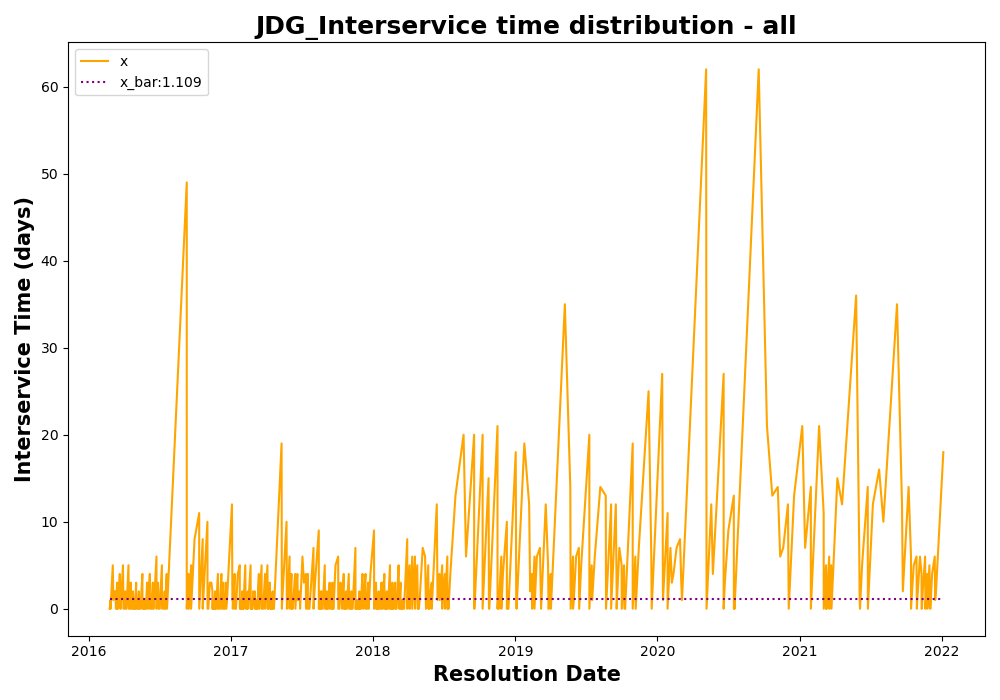 JDG_Interservice time distribution - all
x
x_bar:1.109
Interservice Time (days)
60
50
40
30
20
10
0
2016 2017 2018 2019 2020 2021 2022
Resolution Date